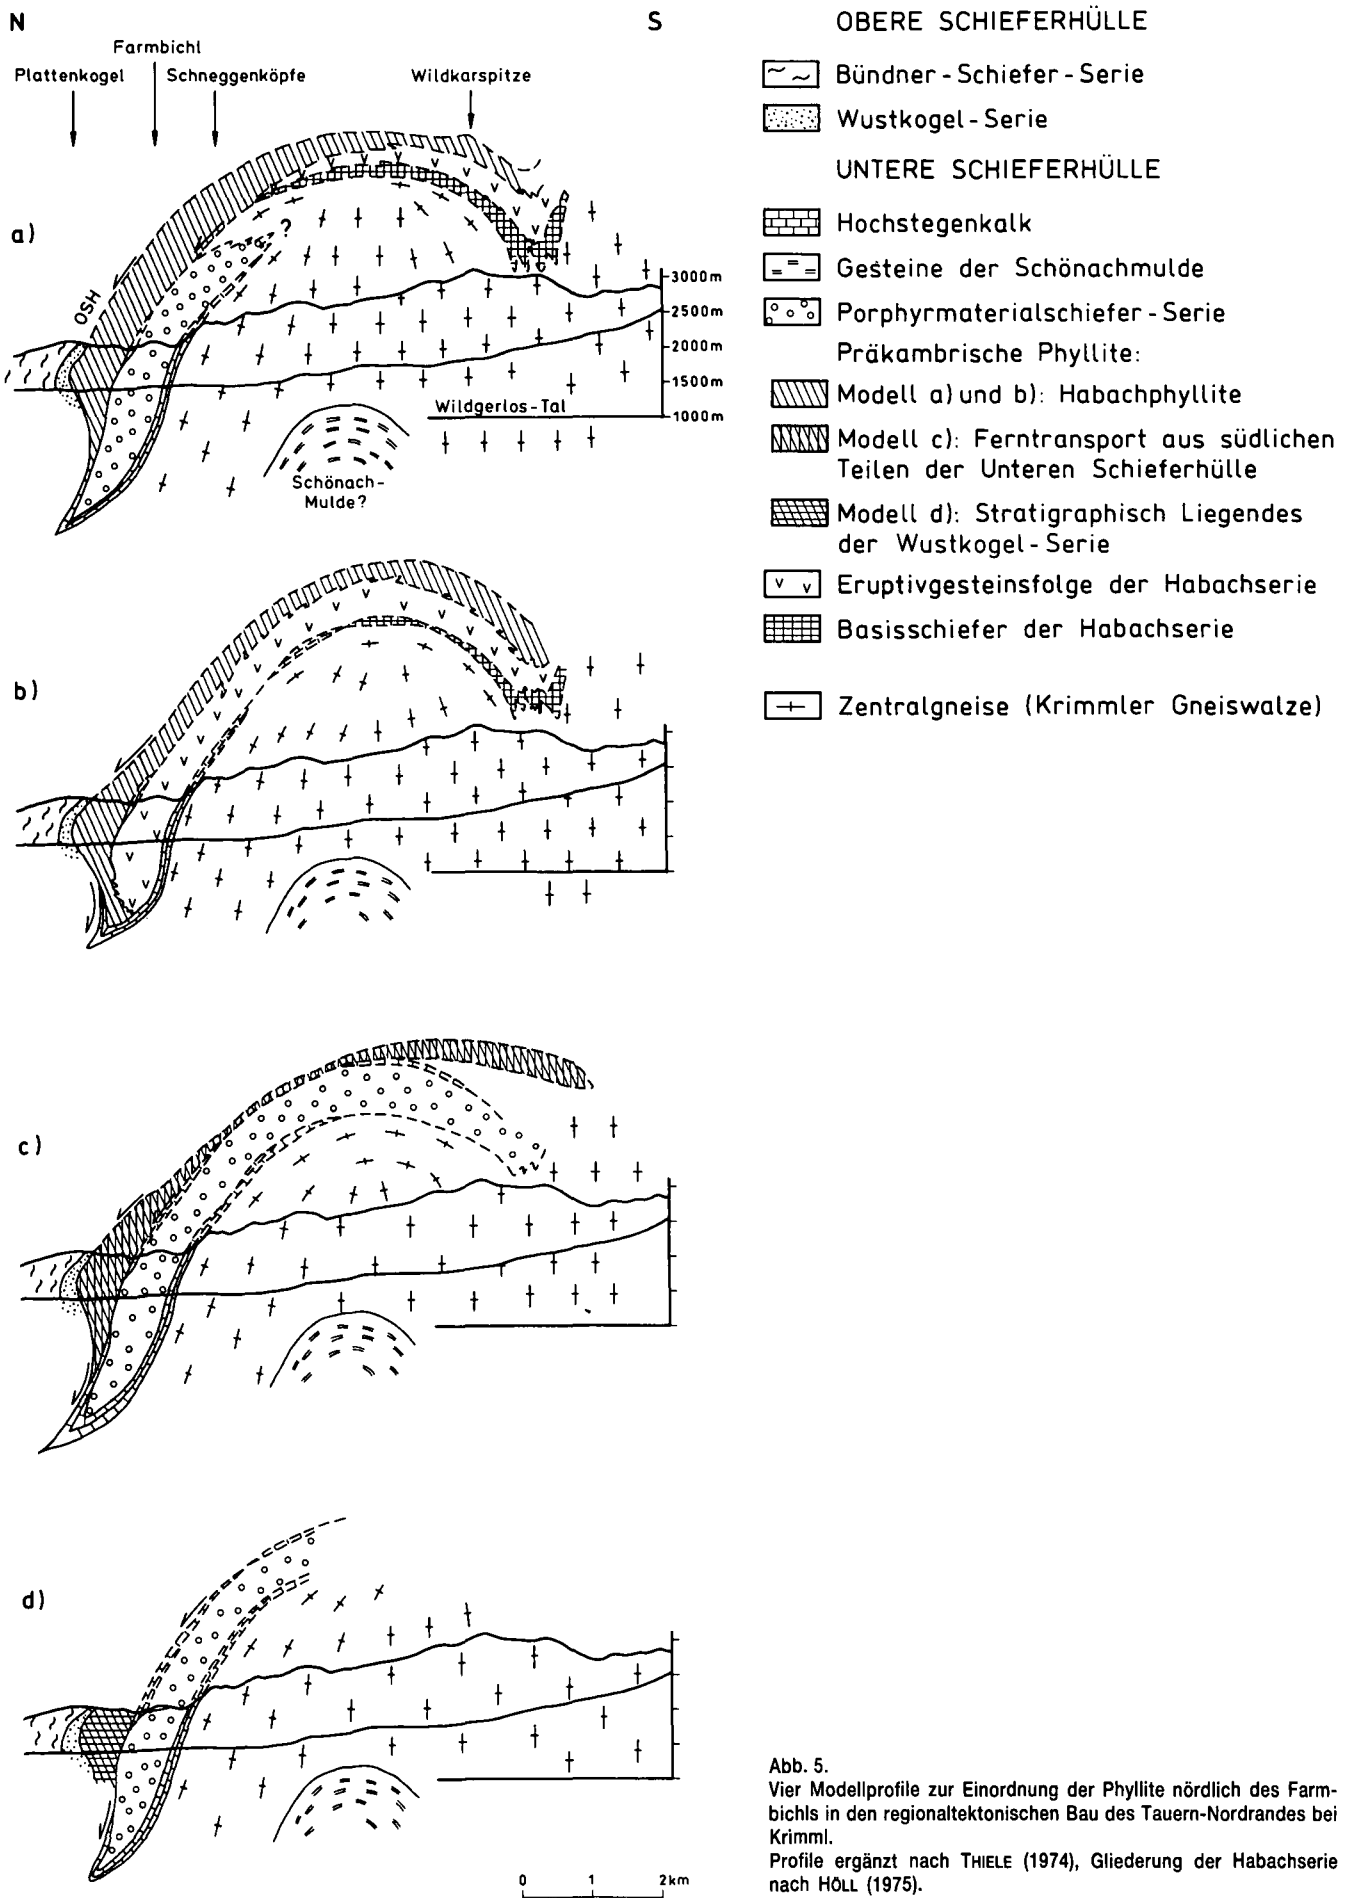 N
S
Farmbichl
Plattenkogel
Schneggenköpfe
Wildkarspitze
a)
?
OSH
3000m
2500m
2000m
1500m
1000m
Wildgerlos-Tal
Schönach-
Mulde?
b)
c)
d)
0 1 2km
OBERE SCHIEFERHÜLLE
Bündner-Schiefer-Serie
Wustkogel-Serie
UNTERE SCHIEFERHÜLLE
Hochstegenkalk
Gesteine der Schönachmulde
Porphyrmaterialschiefer-Serie
Präkambrische Phyllite:
Modell a) und b): Habachphyllite
Modell c): Ferntransport aus südlichen
Teilen der Unteren Schieferhülle
Modell d): Stratigraphisch Liegendes
der Wustkogel-Serie
Eruptivgesteinsfolge der Habachserie
Basisschiefer der Habachserie
Zentralgneise (Krimmler Gneiswalze)
Abb. 5.
Vier Modellprofile zur Einordnung der Phyllite nördlich des Farm-
bichls in den regionaltektonischen Bau des Tauern-Nordrandes bei
Krimml.
Profile ergänzt nach THIELE (1974), Gliederung der Habachserie
nach HÖLL (1975).